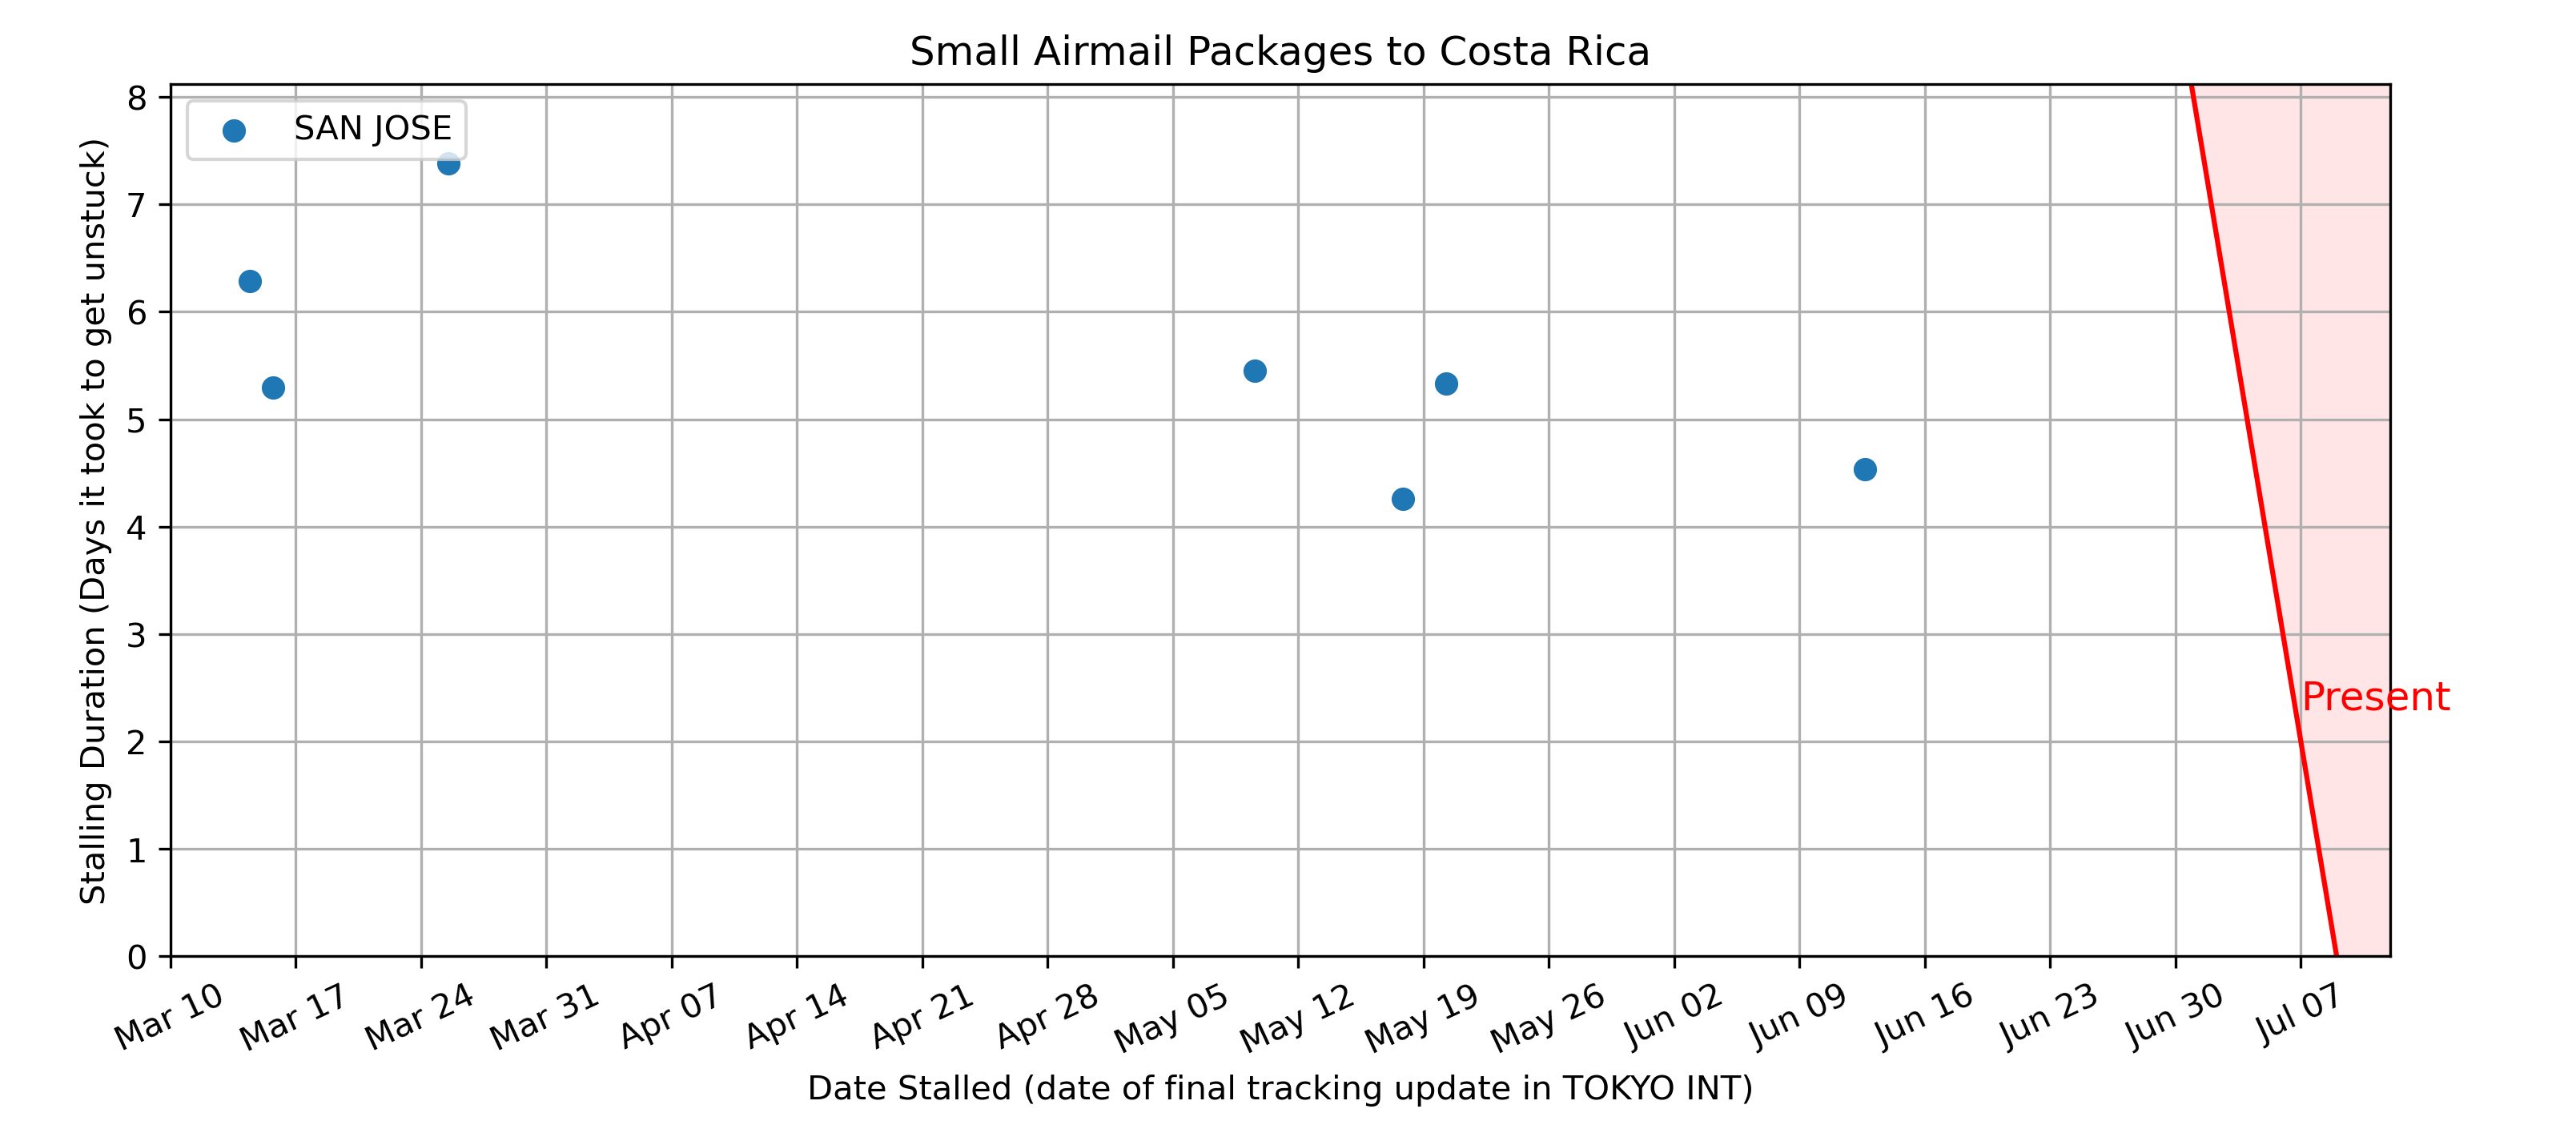 Small Airmail Packages to Costa Rica
SAN JOSE
Stalling Duration (Days it took to get unstuck)
8
7
6
5
4
3
2
1
0
Present
Mar 10 Mar 17 Mar 24 Mar 31 Apr 07 Apr 14 Apr 21 Apr 28 May 05 May 12 May 19 May 26 Jun 02 Jun 09 Jun 16 Jun 23 Jun 30 Jul 07
Date Stalled (date of final tracking update in TOKYO INT)